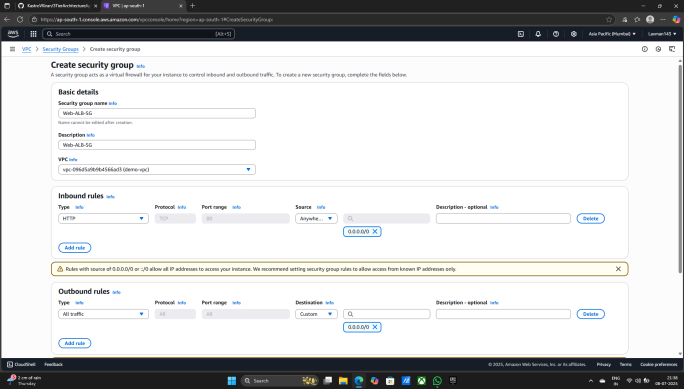 KastroVKiran/3TierArchitectureA
VPC | ap-south-1
https://ap-south-1.console.aws.amazon.com/vpcconsole/home?region=ap-south-1#CreateSecurityGroup:
aws
Search
[Alt+S]
Asia Pacific (Mumbai)
Laxman143
VPC
Security Groups
Create security group
Create security group Info
A security group acts as a virtual firewall for your instance to control inbound and outbound traffic. To create a new security group, complete the fields below.
Basic details
Security group name Info
Web-ALB-SG
Name cannot be edited after creation.
Description Info
Web-ALB-SG
VPC Info
vpc-096d5a9b9b4566ad3 (demo-vpc)
Inbound rules Info
Type Info Protocol Info Port range Info Source Info Description - optional Info
HTTP TCP 80 Anywhe... Delete
0.0.0.0/0
Add rule
Rules with source of 0.0.0.0/0 or ::/0 allow all IP addresses to access your instance. We recommend setting security group rules to allow access from known IP addresses only.
Outbound rules Info
Type Info Protocol Info Port range Info Destination Info Description - optional Info
All traffic All All Custom Delete
0.0.0.0/0
Add rule
CloudShell Feedback © 2025, Amazon Web Services, Inc. or its affiliates. Privacy Terms Cookie preferences
2 cm of rain
Thursday
Search
ENG
IN
21:38
08-07-2025